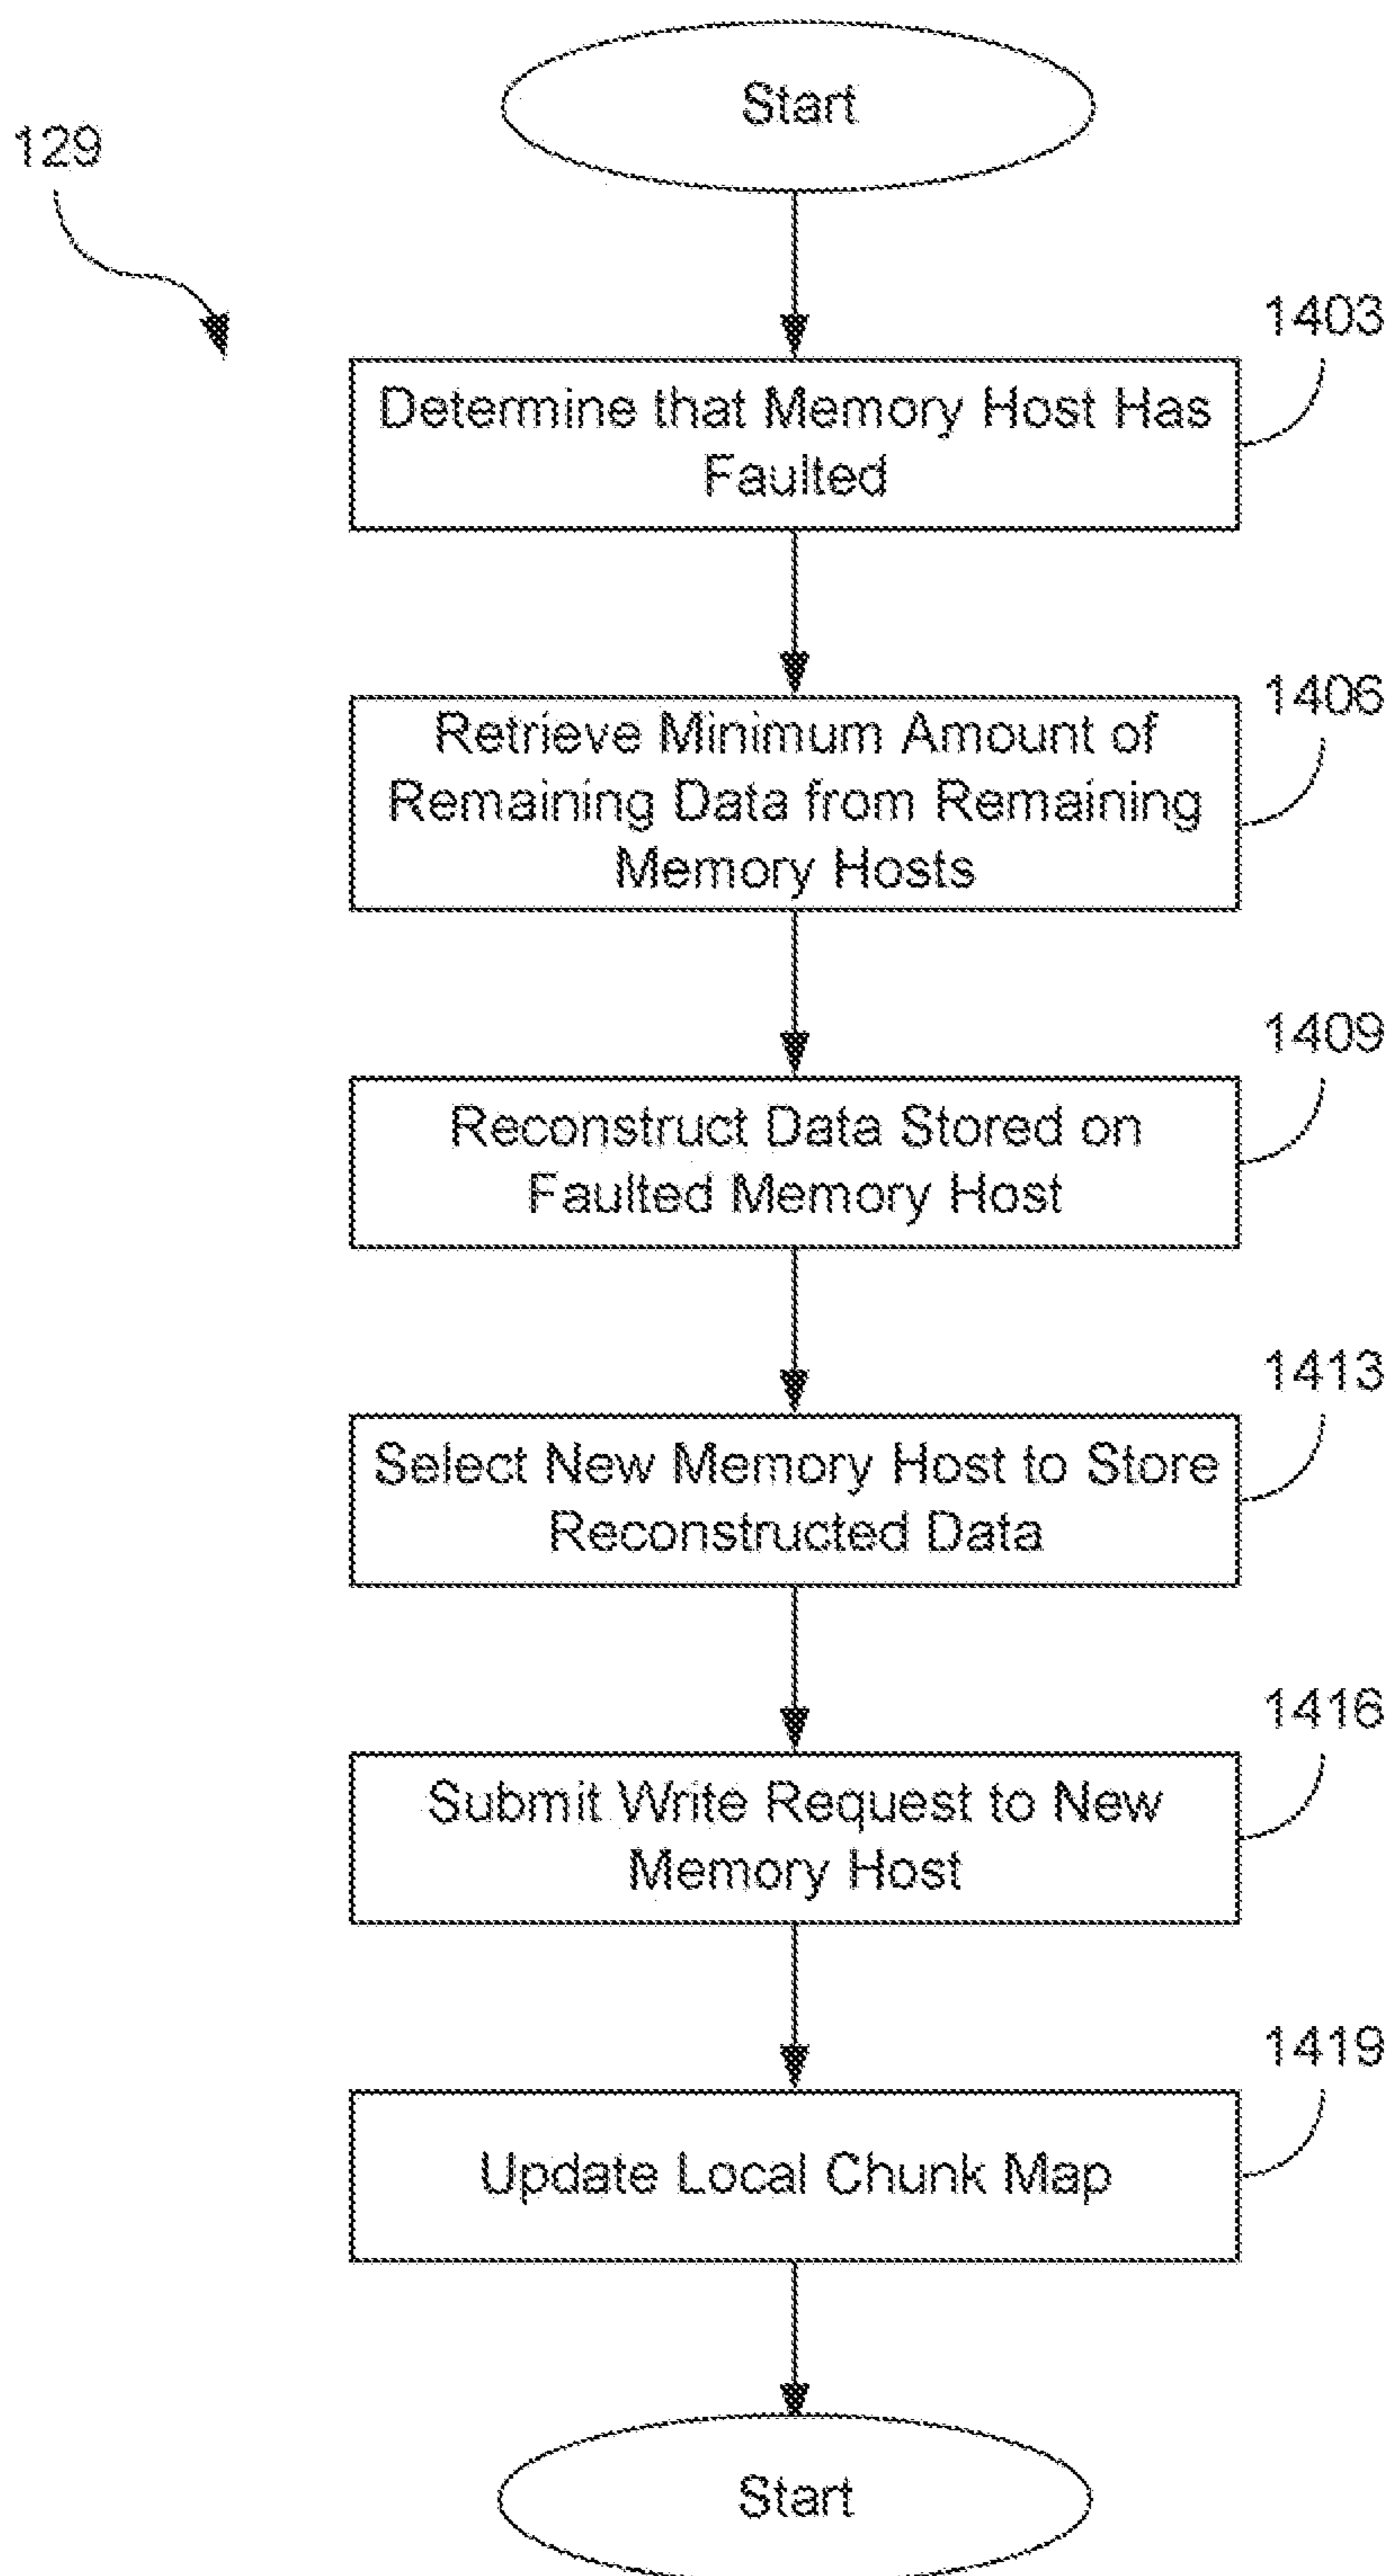 Start
129
1403
Determine that Memory Host Has
Faulted
1406
Retrieve Minimum Amount of
Remaining Data from Remaining
Memory Hosts
1409
Reconstruct Data Stored on
Faulted Memory Host
1413
Select New Memory Host to Store
Reconstructed Data
1416
Submit Write Request to New
Memory Host
1419
Update Local Chunk Map
Start